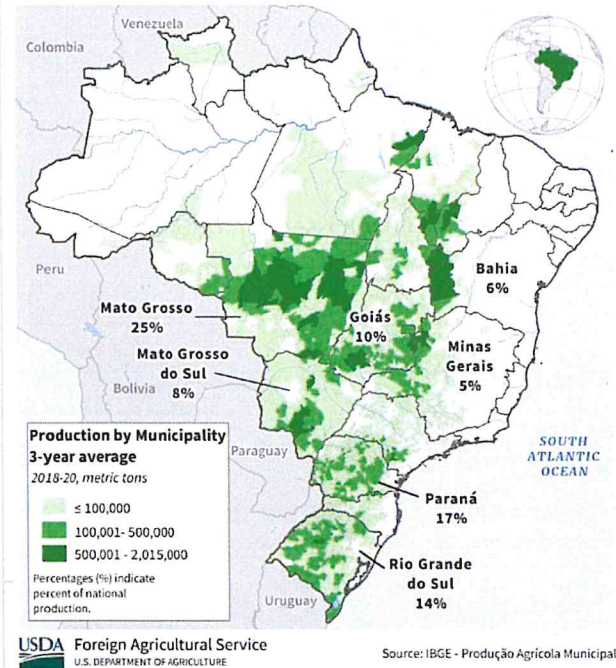 Venezuela
Colombia
Peru
Bahia
6%
Mato Grosso
25%
Goiás
10%
Mato Grosso
do Sul
8%
Minas
Gerais
5%
Bolivia
Paraguay
SOUTH
ATLANTIC
OCEAN
Production by Municipality
3-year average
2018-20, metric tons
≤ 100,000
100,001- 500,000
500,001 - 2,015,000
Percentages (%) indicate
percent of national
production.
Paraná
17%
Rio Grande
do Sul
14%
Uruguay
USDA Foreign Agricultural Service
U.S. DEPARTMENT OF AGRICULTURE
Source: IBGE - Produção Agrícola Municipal